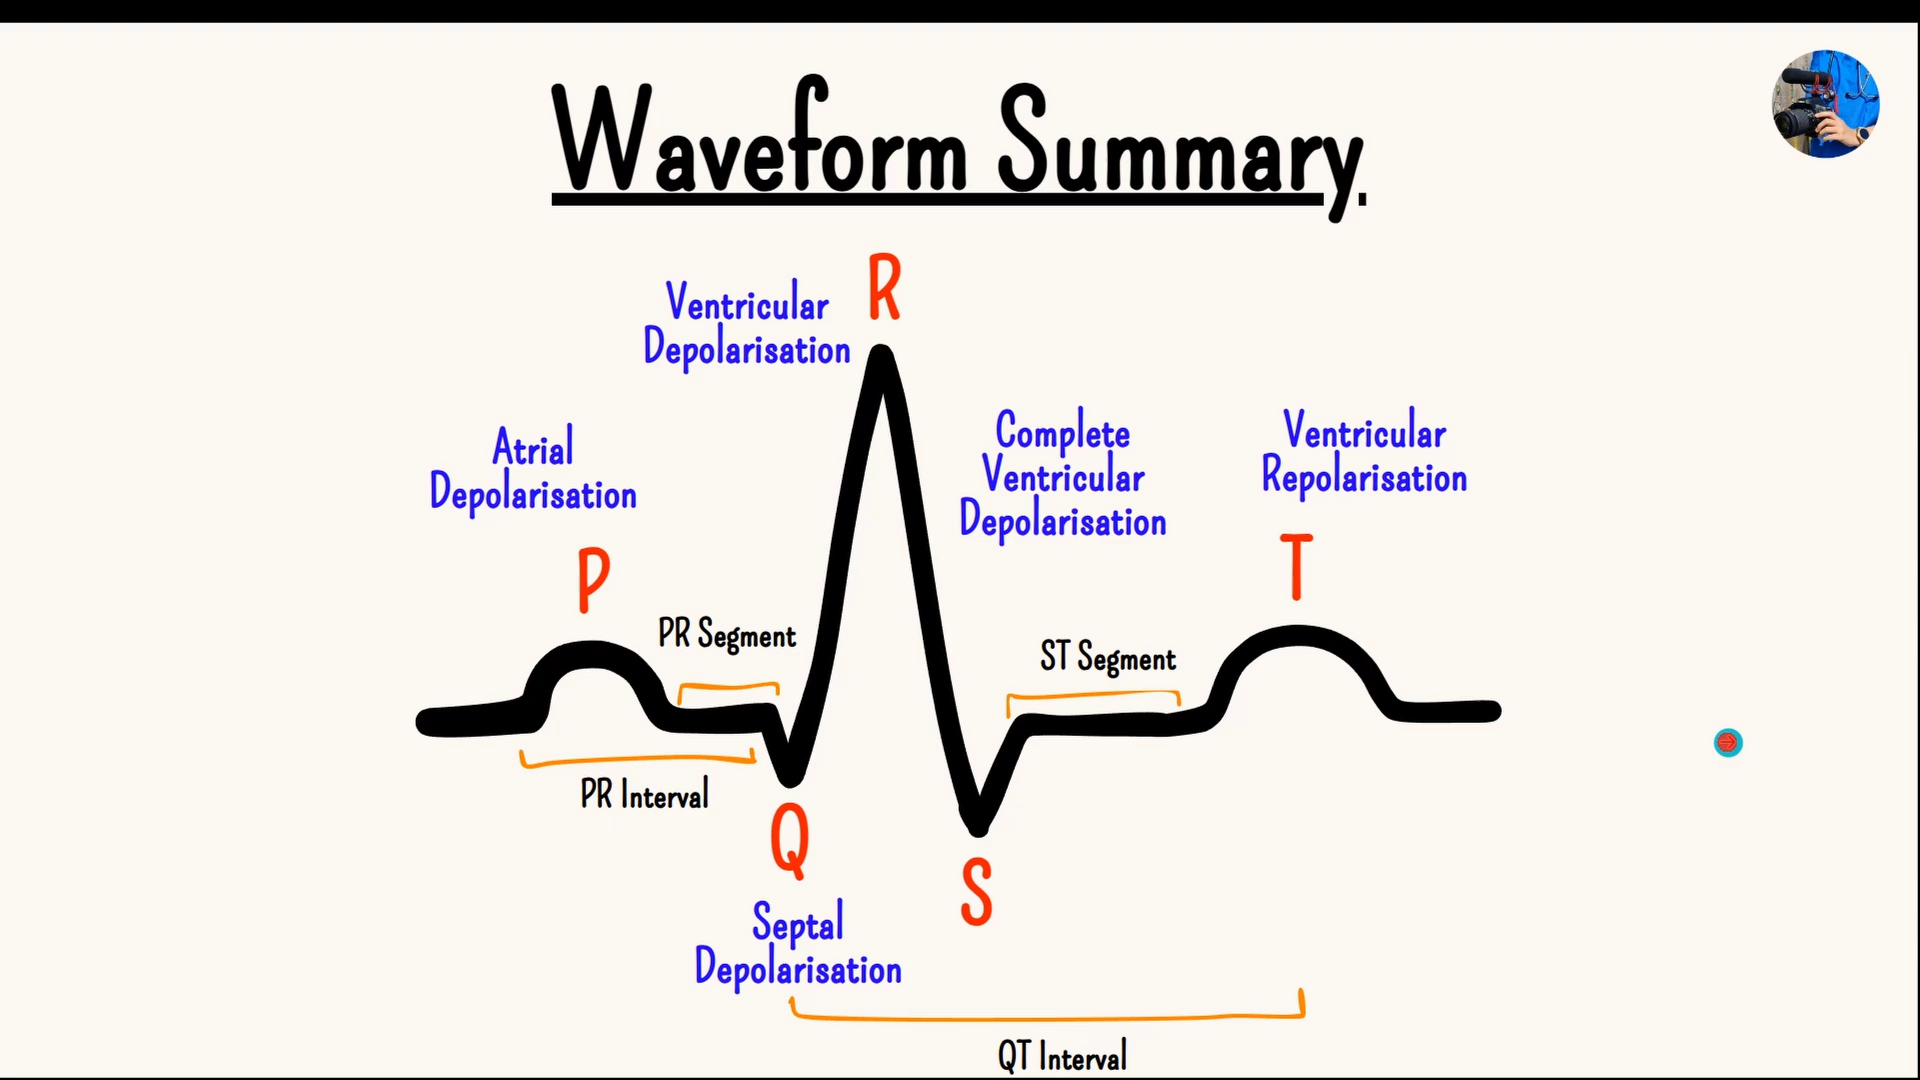 Waveform Summary.
R
Ventricular
Depolarisation
Atrial
Depolarisation
Complete
Ventricular
Depolarisation
Ventricular
Repolarisation
P
T
PR Segment
ST Segment
PR Interval
Q
S
Septal
Depolarisation
QT Interval